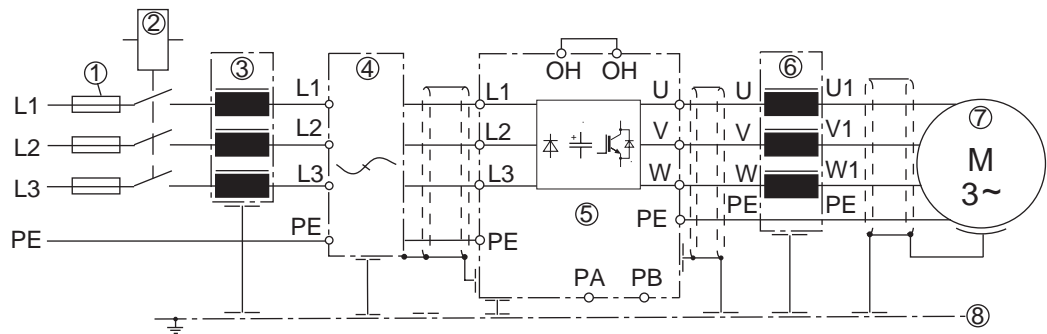 ②
① ③ ④ OH OH ⑥
L1 L1 L1 U U U1 ⑦
L2 L2 L2 V V V1 M
L3 L3 L3 W W W1 3~
PE PE PE ⑤ PE PE PE
PA PB
⑧